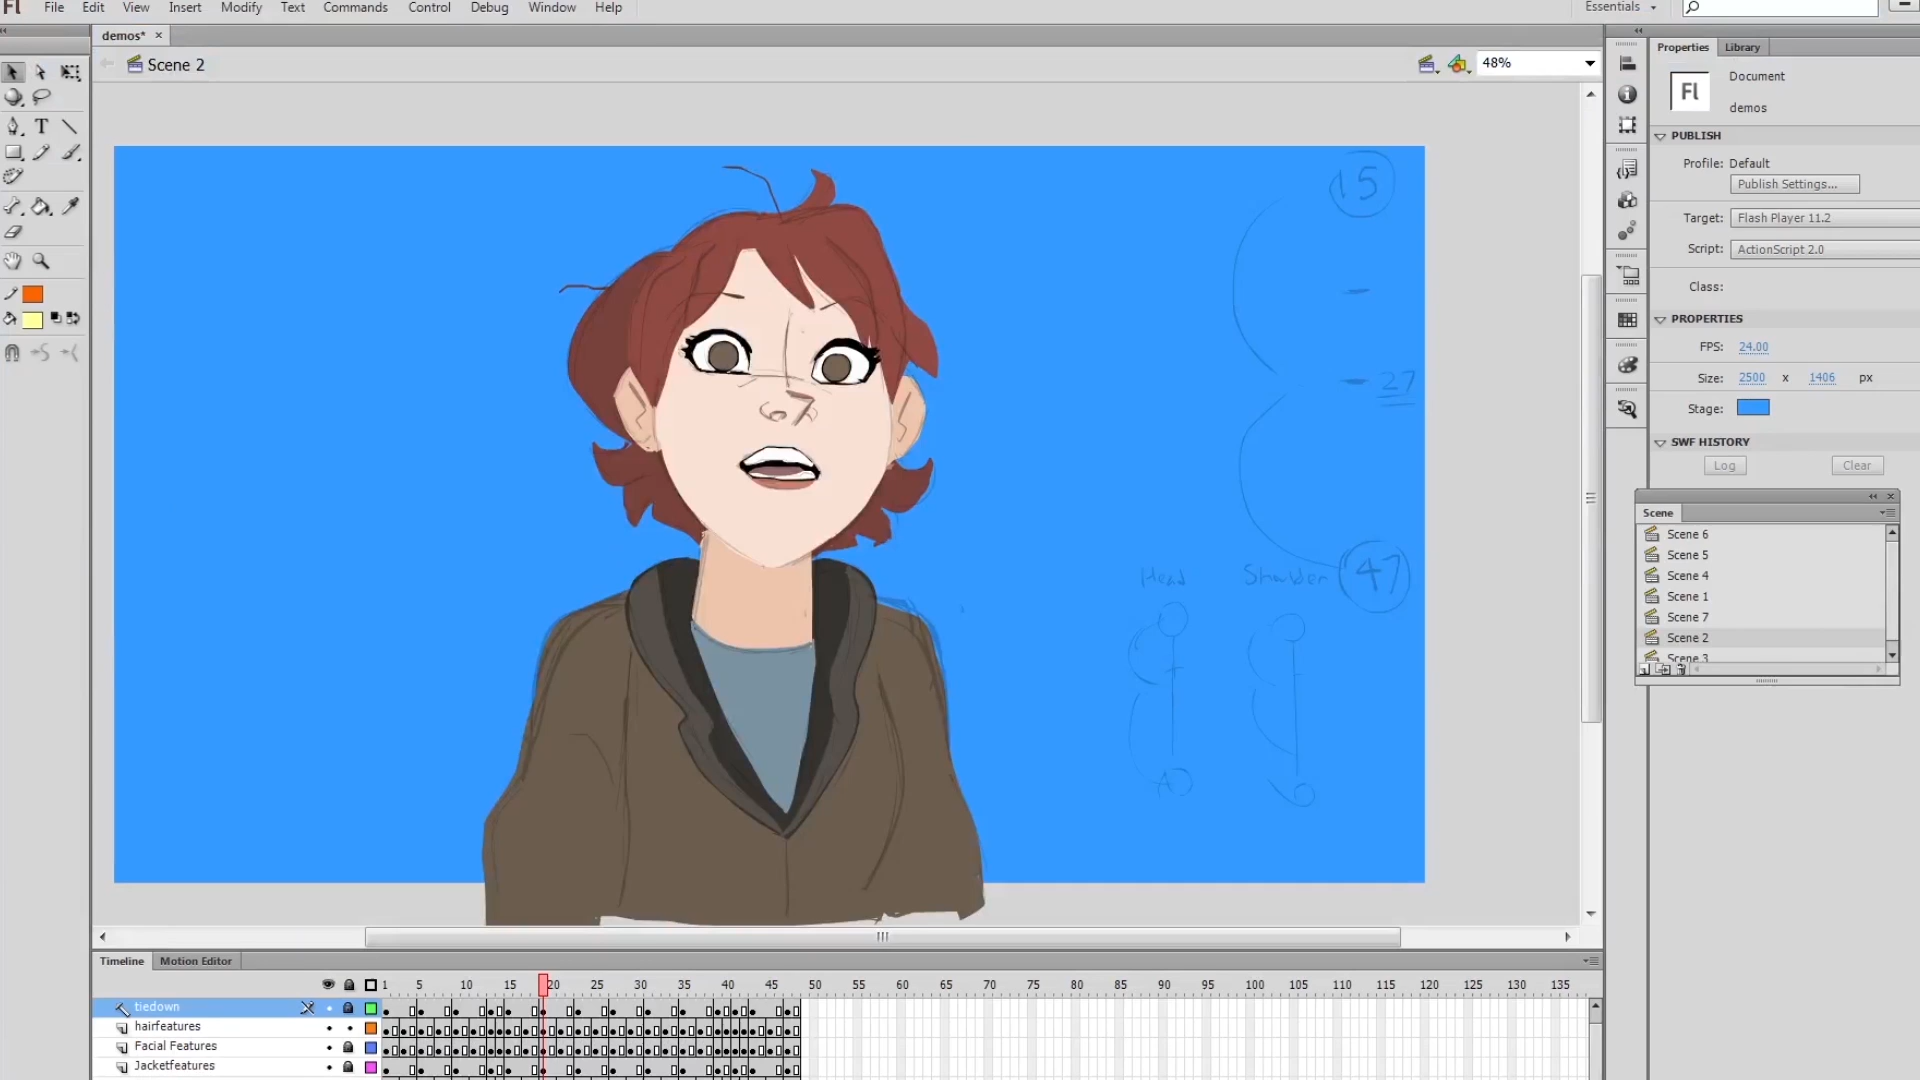 Fl File Edit View Insert Modify Text Commands Control Debug Window Help Essentials
demos*
Scene 2 48%
Properties Library
Fl Document
demos
PUBLISH
Profile: Default
Publish Settings...
Target: Flash Player 11.2
Script: ActionScript 2.0
Class:
PROPERTIES
FPS: 24.00
Size: 2500 x 1406 px
Stage:
SWF HISTORY
Log Clear
Scene
Scene 6
Scene 5
Scene 4
Scene 1
Scene 7
Scene 2
Scene 3
15
27
Head Shoulder 47
Timeline Motion Editor
1 5 10 15 20 25 30 35 40 45 50 55 60 65 70 75 80 85 90 95 100 105 110 115 120 125 130 135
tiedown
hairfeatures
Facial Features
Jacketfeatures